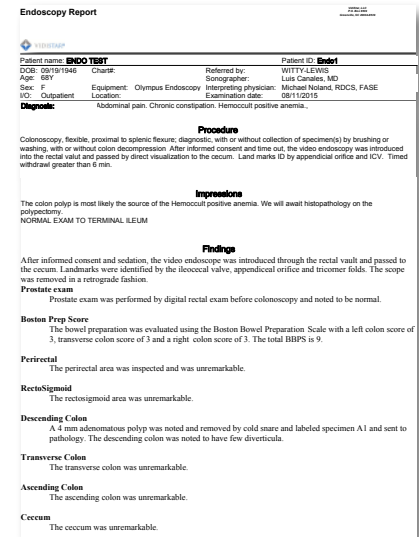 Endoscopy Report
VIDISTAR
Patient name: ENDO TEST Patient ID: Endo1
DOB: 09/19/1946 Chart#: Referred by: WITTY-LEWIS
Age: 68Y Sonographer: Luis Canales, MD
Sex: F Equipment: Olympus Endoscopy Interpreting physician: Michael Noland, RDCS, FASE
I/O: Outpatient Location: Examination date: 08/11/2015
Diagnosis: Abdominal pain. Chronic constipation. Hemoccult positive anemia.,
Procedure
Colonoscopy, flexible, proximal to splenic flexure; diagnostic, with or without collection of specimen(s) by brushing or
washing, with or without colon decompression After informed consent and time out, the video endoscopy was introduced
into the rectal valut and passed by direct visualization to the cecum. Land marks ID by appendicial orifice and ICV. Timed
withdrawl greater than 6 min.
Impressions
The colon polyp is most likely the source of the Hemoccult positive anemia. We will await histopathology on the
polypectomy.
NORMAL EXAM TO TERMINAL ILEUM
Findings
After informed consent and sedation, the video endoscope was introduced through the rectal vault and passed to
the cecum. Landmarks were identified by the ileocecal valve, appendiceal orifice and tricorner folds. The scope
was removed in a retrograde fashion.
Prostate exam
Prostate exam was performed by digital rectal exam before colonoscopy and noted to be normal.
Boston Prep Score
The bowel preparation was evaluated using the Boston Bowel Preparation Scale with a left colon score of
3, transverse colon score of 3 and a right colon score of 3. The total BBPS is 9.
Perirectal
The perirectal area was inspected and was unremarkable.
RectoSigmoid
The rectosigmoid area was unremarkable.
Descending Colon
A 4 mm adenomatous polyp was noted and removed by cold snare and labeled specimen A1 and sent to
pathology. The descending colon was noted to have few diverticula.
Transverse Colon
The transverse colon was unremarkable.
Ascending Colon
The ascending colon was unremarkable.
Ceccum
The ceccum was unremarkable.